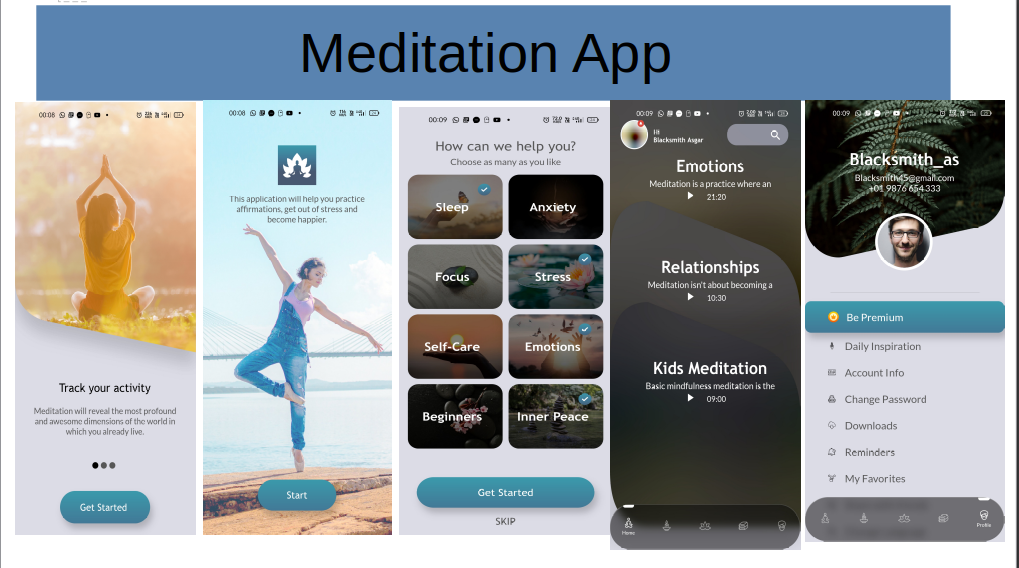 Meditation App
00:08
Track your activity
Meditation will reveal the most profound
and awesome dimensions of the world in
which you already live.
Get Started
00:08
This application will help you practice
affirmations, get out of stress and
become happier.
Start
00:09
How can we help you?
Choose as many as you like
Sleep
Anxiety
Focus
Stress
Self-Care
Emotions
Beginners
Inner Peace
Get Started
SKIP
00:09
Hi!
Blacksmith Asgar
Emotions
Meditation is a practice where an
21:20
Relationships
Meditation isn't about becoming a
10:30
Kids Meditation
Basic mindfulness meditation is the
09:00
Home
00:09
Blacksmith_as
Blacksmith45@gmail.com
+01 9876 654 333
Be Premium
Daily Inspiration
Account Info
Change Password
Downloads
Reminders
My Favorites
Profile